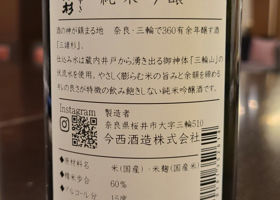 純米吟醸
酒の神が鎮まる地 奈良・三輪で360有余年醸す酒
「三諸杉」
仕込み水は蔵内井戸から湧き出る御神体「三輪山」の
伏流水を使用。やさしく膨らむ米の旨みと余韻を締める
キレの良さが特徴の飲み飽きしない純米吟醸酒です。
Instagram
製造者
奈良県桜井市大字三輪510
今西酒造株式会社
◆原材料名 米(国産)・米麹(国産米)
◆精米歩合 60%
◆アルコール分 15度